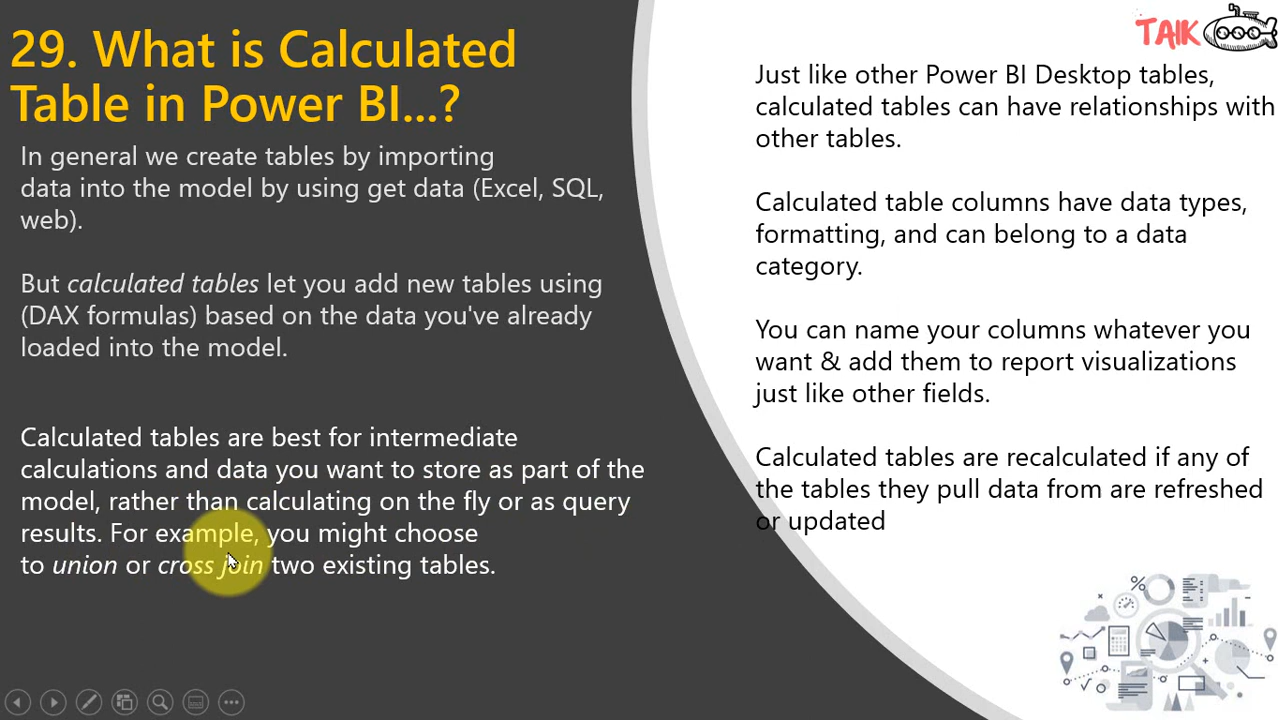 29. What is Calculated
Table in Power BI...?
In general we create tables by importing
data into the model by using get data (Excel, SQL,
web).
But calculated tables let you add new tables using
(DAX formulas) based on the data you've already
loaded into the model.
Calculated tables are best for intermediate
calculations and data you want to store as part of the
model, rather than calculating on the fly or as query
results. For example, you might choose
to union or cross join two existing tables.
TAIK
Just like other Power BI Desktop tables,
calculated tables can have relationships with
other tables.
Calculated table columns have data types,
formatting, and can belong to a data
category.
You can name your columns whatever you
want & add them to report visualizations
just like other fields.
Calculated tables are recalculated if any of
the tables they pull data from are refreshed
or updated